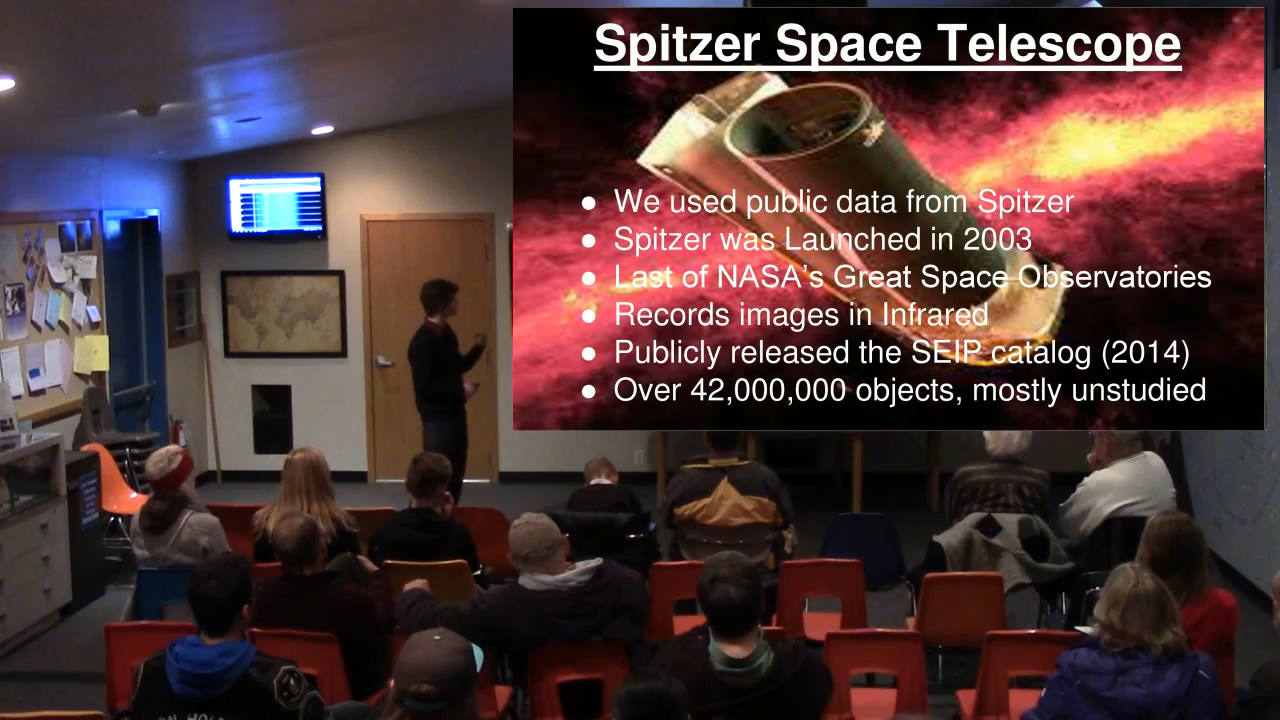 Spitzer Space Telescope
● We used public data from Spitzer
● Spitzer was Launched in 2003
● Last of NASA's Great Space Observatories
● Records images in Infrared
● Publicly released the SEIP catalog (2014)
● Over 42,000,000 objects, mostly unstudied